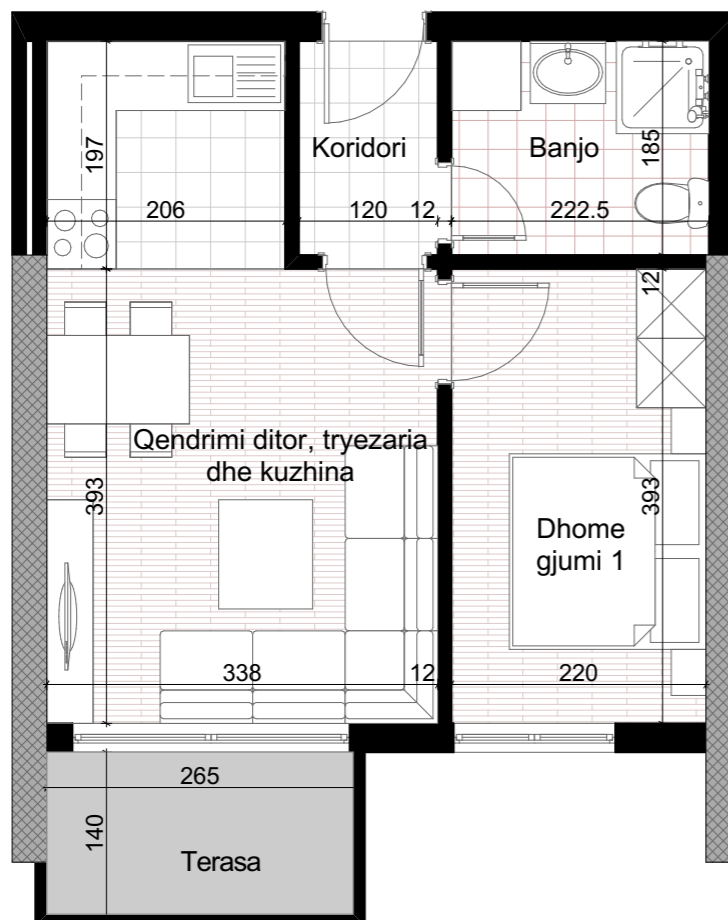 Koridori
Banjo
197
185
206
120
12
222.5
12
Qendrimi ditor, tryezaria
dhe kuzhina
393
393
Dhome
gjumi 1
338
12
220
265
140
Terasa